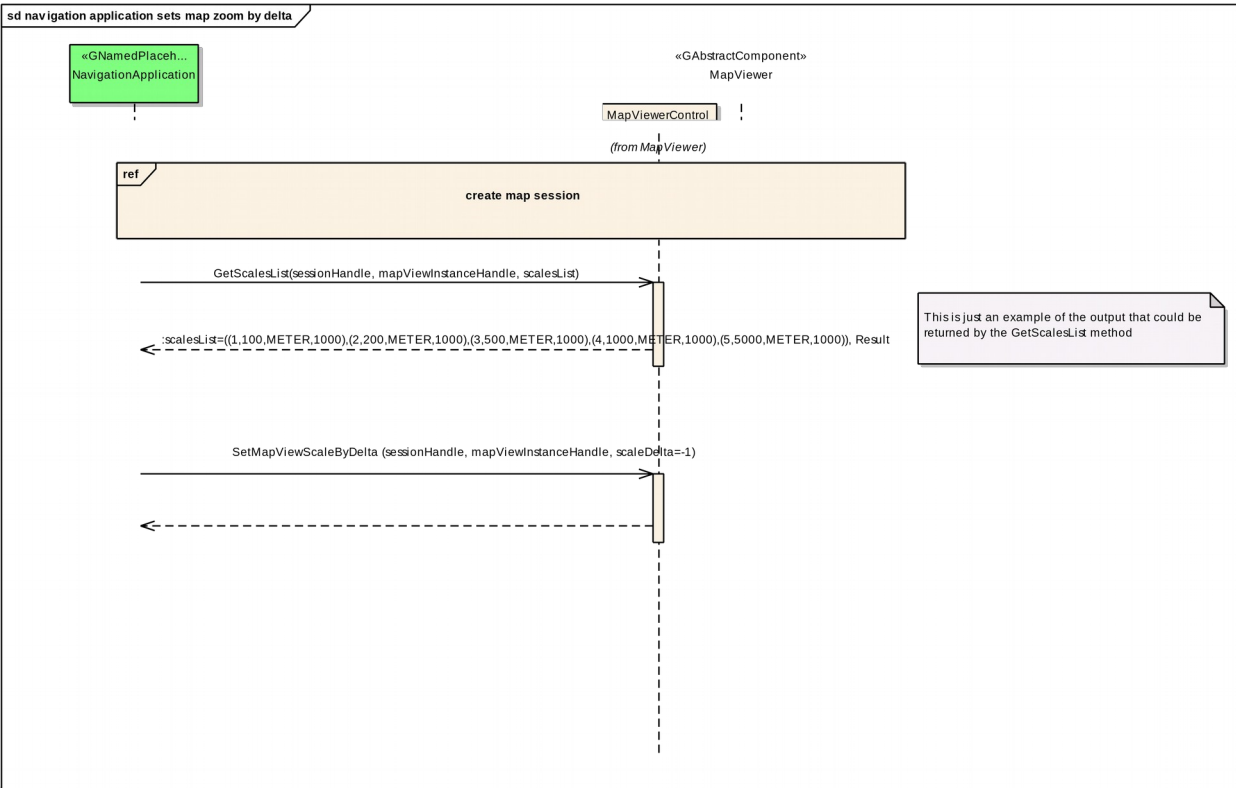 sd navigation application sets map zoom by delta
«GNamedPlaceh...
NavigationApplication
«GAbstractComponent»
MapViewer
MapViewerControl
(from MapViewer)
ref
create map session
GetScalesList(sessionHandle, mapViewInstanceHandle, scalesList)
This is just an example of the output that could be
returned by the GetScalesList method
:scalesList=((1,100,METER,1000),(2,200,METER,1000),(3,500,METER,1000),(4,1000,METER,1000),(5,5000,METER,1000)), Result
SetMapViewScaleByDelta (sessionHandle, mapViewInstanceHandle, scaleDelta=-1)